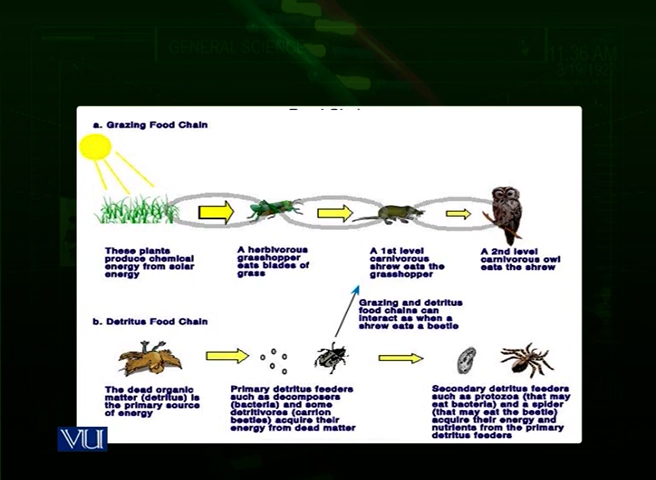 GENERAL SCIENCE
11:36 AM
a. Grazing Food Chain
These plants
produce chemical
energy from solar
energy
A herbivorous
grasshopper
eats blades of
grass
A 1st level
carnivorous
shrew eats the
grasshopper
A 2nd level
carnivorous owl
eats the shrew
Grazing and detritus
food chains can
interact as when a
shrew eats a beetle
b. Detritus Food Chain
The dead organic
matter (detritus) is
the primary source
of energy
Primary detritus feeders
such as decomposers
(bacteria) and some
detritivores (carrion
beetles) acquire their
energy from dead matter
Secondary detritus feeders
such as protozoa (that may
eat bacteria) and a spider
(that may eat the beetle)
acquire their energy and
nutrients from the primary
detritus feeders
VU